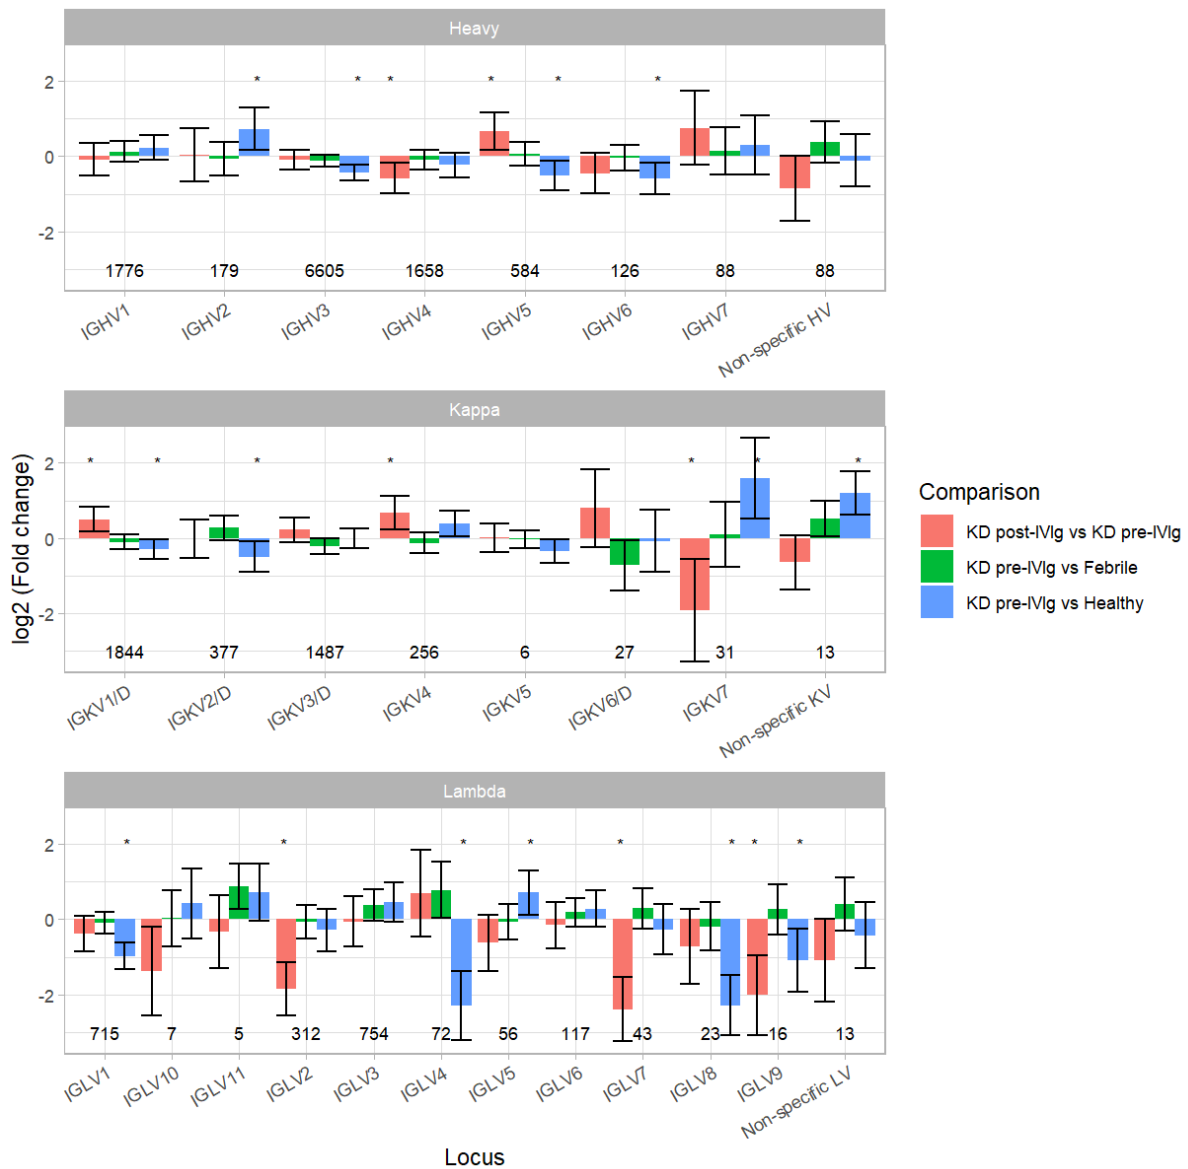 Heavy
* * * * * *
2
0
-2
1776 179 6605 1658 584 126 88 88
IGHV1 IGHV2 IGHV3 IGHV4 IGHV5 IGHV6 IGHV7 Non-specific HV
Kappa
* * * * * * *
2
0
-2
1844 377 1487 256 6 27 31 13
IGKV1/D IGKV2/D IGKV3/D IGKV4 IGKV5 IGKV6/D IGKV7 Non-specific KV
log2 (Fold change)
Lambda
* * * * * * * *
2
0
-2
715 7 5 312 754 72 56 117 43 23 16 13
IGLV1 IGLV10 IGLV11 IGLV2 IGLV3 IGLV4 IGLV5 IGLV6 IGLV7 IGLV8 IGLV9 Non-specific LV
Locus
Comparison
KD post-IVIg vs KD pre-IVIg
KD pre-IVIg vs Febrile
KD pre-IVIg vs Healthy